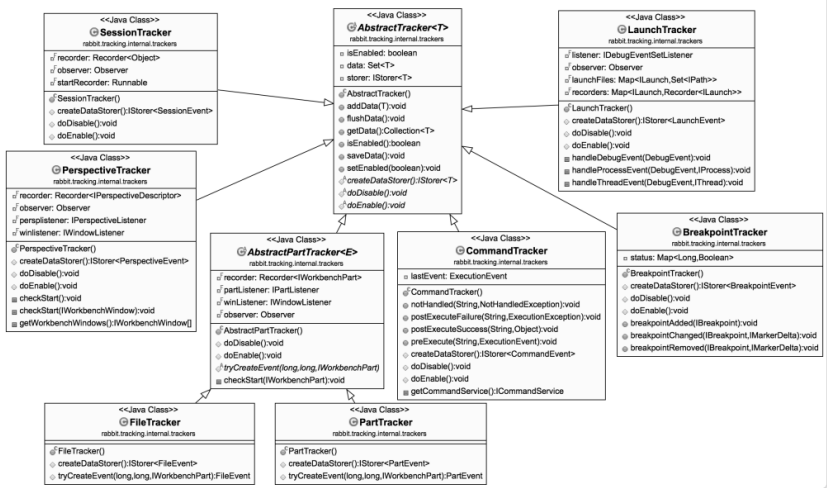 <<Java Class>>
SessionTracker
rabbit.tracking.internal.trackers
recorder: Recorder<Object>
observer: Observer
startRecorder: Runnable
SessionTracker()
createDataStorer():IStorer<SessionEvent>
doDisable():void
doEnable():void
<<Java Class>>
AbstractTracker<T>
rabbit.tracking.internal.trackers
isEnabled: boolean
data: Set<T>
storer: IStorer<T>
AbstractTracker()
addData(T):void
flushData():void
getData():Collection<T>
isEnabled():boolean
saveData():void
setEnabled(boolean):void
createDataStorer():IStorer<T>
doDisable():void
doEnable():void
<<Java Class>>
LaunchTracker
rabbit.tracking.internal.trackers
listener: IDebugEventSetListener
observer: Observer
launchFiles: Map<ILaunch,Set<IPath>>
recorders: Map<ILaunch,Recorder<ILaunch>>
LaunchTracker()
createDataStorer():IStorer<LaunchEvent>
doDisable():void
doEnable():void
handleDebugEvent(DebugEvent):void
handleProcessEvent(DebugEvent,IProcess):void
handleThreadEvent(DebugEvent,IThread):void
<<Java Class>>
PerspectiveTracker
rabbit.tracking.internal.trackers
recorder: Recorder<IPerspectiveDescriptor>
observer: Observer
persplistener: IPerspectiveListener
winlistener: IWindowListener
PerspectiveTracker()
createDataStorer():IStorer<PerspectiveEvent>
doDisable():void
doEnable():void
checkStart():void
checkStart(IWorkbenchWindow):void
getWorkbenchWindows():IWorkbenchWindow[]
<<Java Class>>
AbstractPartTracker<E>
rabbit.tracking.internal.trackers
recorder: Recorder<IWorkbenchPart>
partListener: IPartListener
winListener: IWindowListener
observer: Observer
AbstractPartTracker()
doDisable():void
doEnable():void
tryCreateEvent(long,long,IWorkbenchPart)
checkStart(IWorkbenchPart):void
<<Java Class>>
CommandTracker
rabbit.tracking.internal.trackers
lastEvent: ExecutionEvent
CommandTracker()
notHandled(String,NotHandledException):void
postExecuteFailure(String,ExecutionException):void
postExecuteSuccess(String,Object):void
preExecute(String,ExecutionEvent):void
createDataStorer():IStorer<CommandEvent>
doDisable():void
doEnable():void
getCommandService():ICommandService
<<Java Class>>
BreakpointTracker
rabbit.tracking.internal.trackers
status: Map<Long,Boolean>
BreakpointTracker()
createDataStorer():IStorer<BreakpointEvent>
doDisable():void
doEnable():void
breakpointAdded(IBreakpoint):void
breakpointChanged(IBreakpoint,IMarkerDelta):void
breakpointRemoved(IBreakpoint,IMarkerDelta):void
<<Java Class>>
FileTracker
rabbit.tracking.internal.trackers
FileTracker()
createDataStorer():IStorer<FileEvent>
tryCreateEvent(long,long,IWorkbenchPart):FileEvent
<<Java Class>>
PartTracker
rabbit.tracking.internal.trackers
PartTracker()
createDataStorer():IStorer<PartEvent>
tryCreateEvent(long,long,IWorkbenchPart):PartEvent